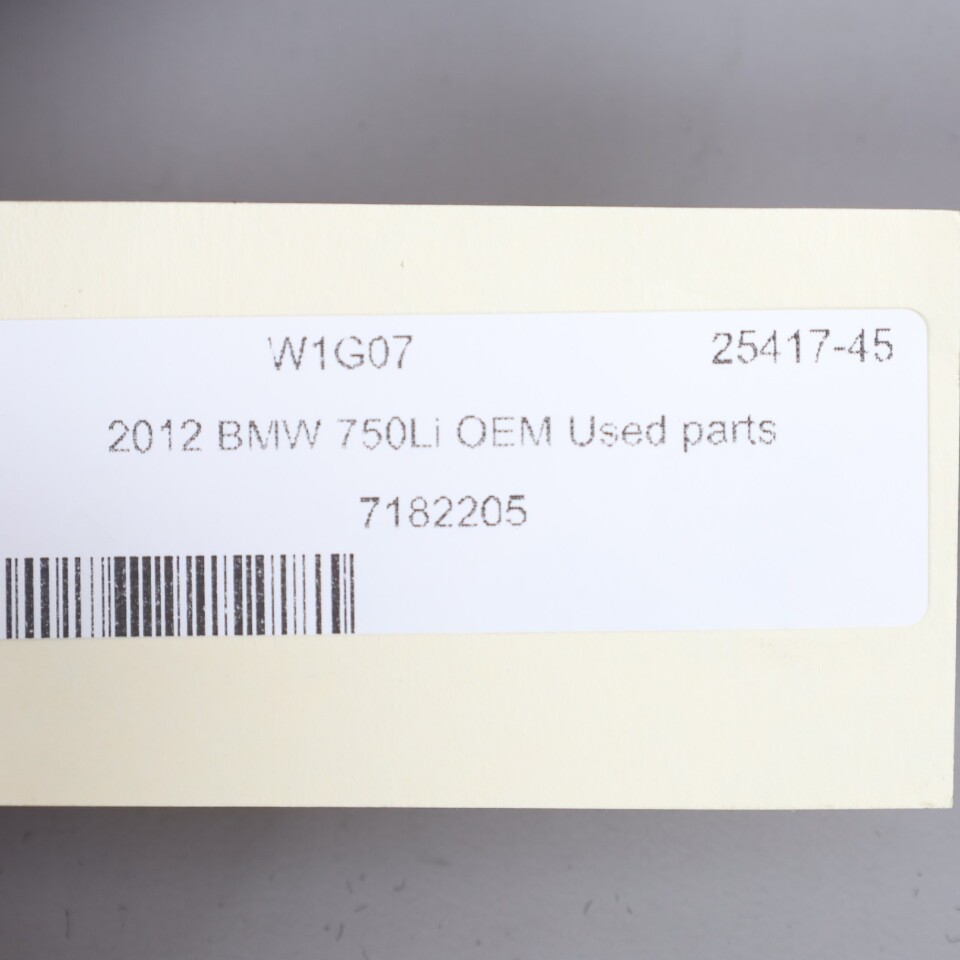 W1G07 25417-45
2012 BMW 750Li OEM Used parts
7182205